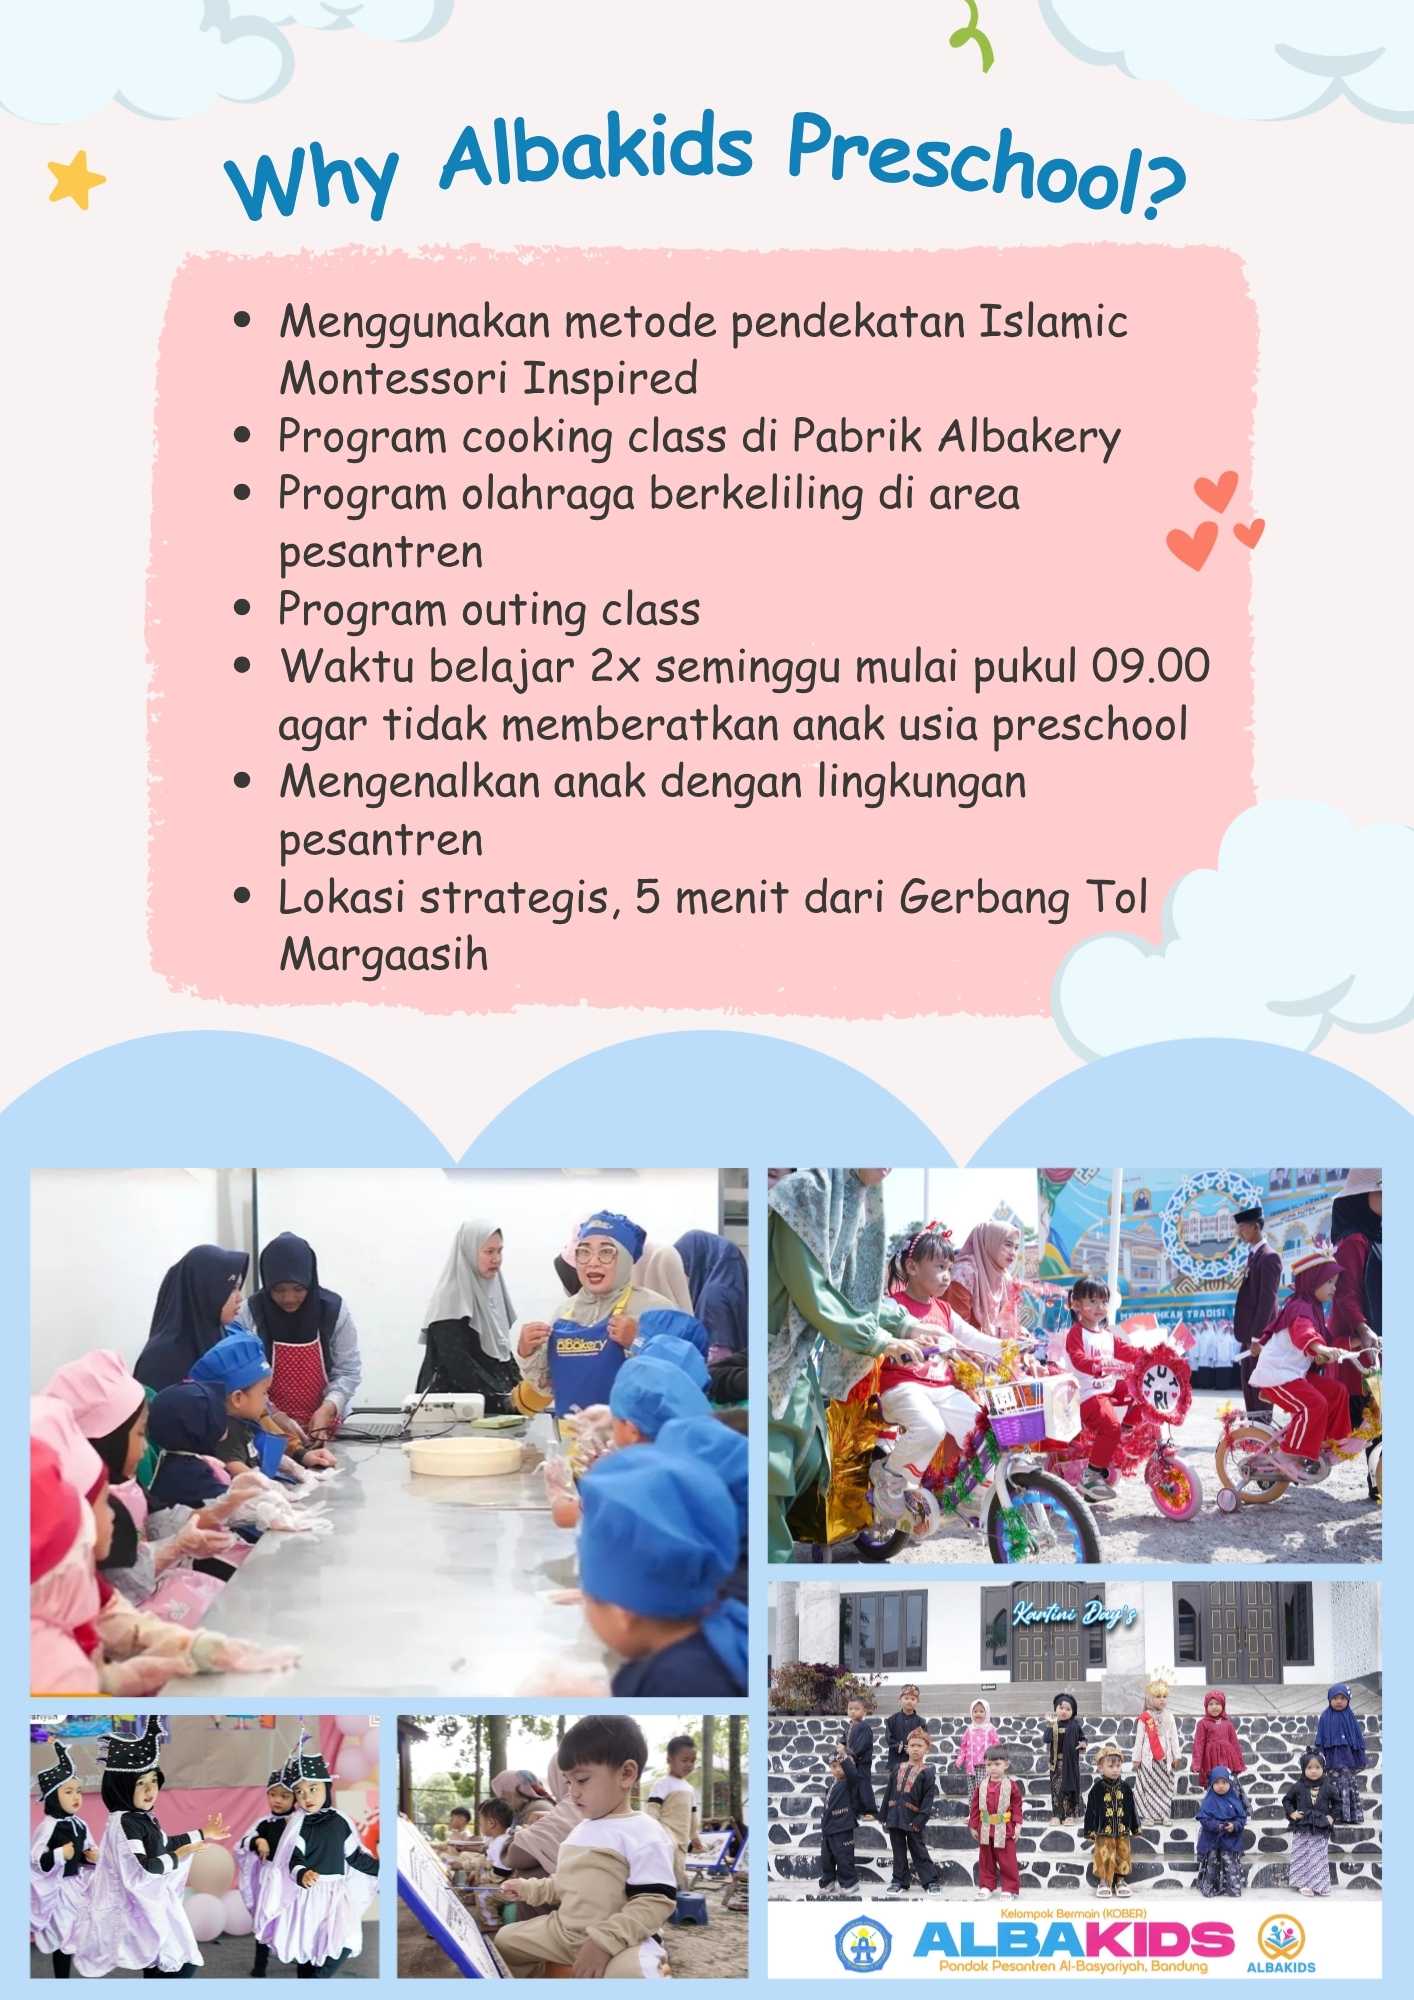 Why Albakids Preschool?
• Menggunakan metode pendekatan Islamic
Montessori Inspired
• Program cooking class di Pabrik Albakery
• Program olahraga berkeliling di area
pesantren
• Program outing class
• Waktu belajar 2x seminggu mulai pukul 09.00
agar tidak memberatkan anak usia preschool
• Mengenalkan anak dengan lingkungan
pesantren
• Lokasi strategis, 5 menit dari Gerbang Tol
Margaasih
AlBakery
TRADISI
HUT
RI
Kartini Day's
Kelompok Bermain (KOBER)
ALBAKIDS
Pondok Pesantren Al-Basyariyah, Bandung
ALBAKIDS